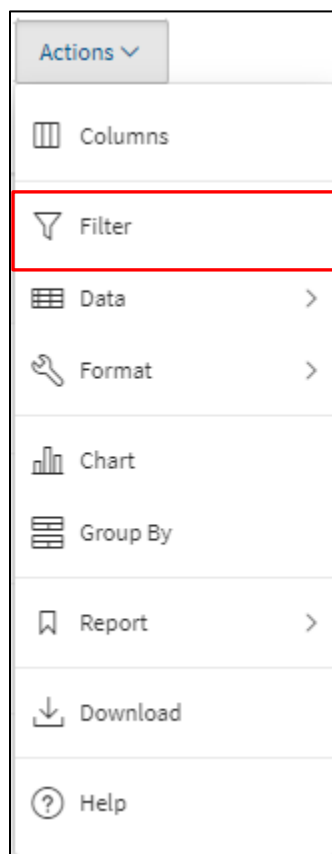 Actions
Columns
Filter
Data
Format
Chart
Group By
Report
Download
Help